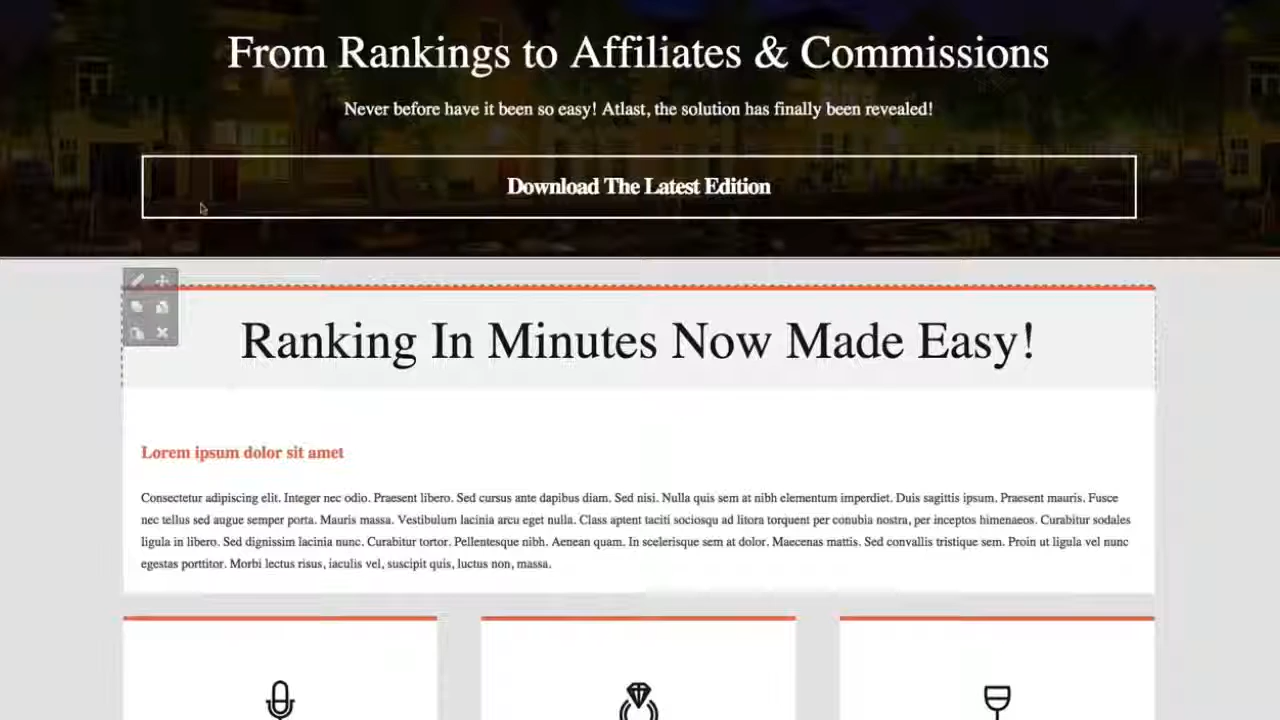 From Rankings to Affiliates & Commissions
Never before have it been so easy! Atlast, the solution has finally been revealed!
Download The Latest Edition
Ranking In Minutes Now Made Easy!
Lorem ipsum dolor sit amet
Consectetur adipiscing elit. Integer nec odio. Praesent libero. Sed cursus ante dapibus diam. Sed nisi. Nulla quis sem at nibh elementum imperdiet. Duis sagittis ipsum. Praesent mauris. Fusce
nec tellus sed augue semper porta. Mauris massa. Vestibulum lacinia arcu eget nulla. Class aptent taciti sociosqu ad litora torquent per conubia nostra, per inceptos himenaeos. Curabitur sodales
ligula in libero. Sed dignissim lacinia nunc. Curabitur tortor. Pellentesque nibh. Aenean quam. In scelerisque sem at dolor. Maecenas mattis. Sed convallis tristique sem. Proin ut ligula vel nunc
egestas porttitor. Morbi lectus risus, iaculis vel, suscipit quis, luctus non, massa.